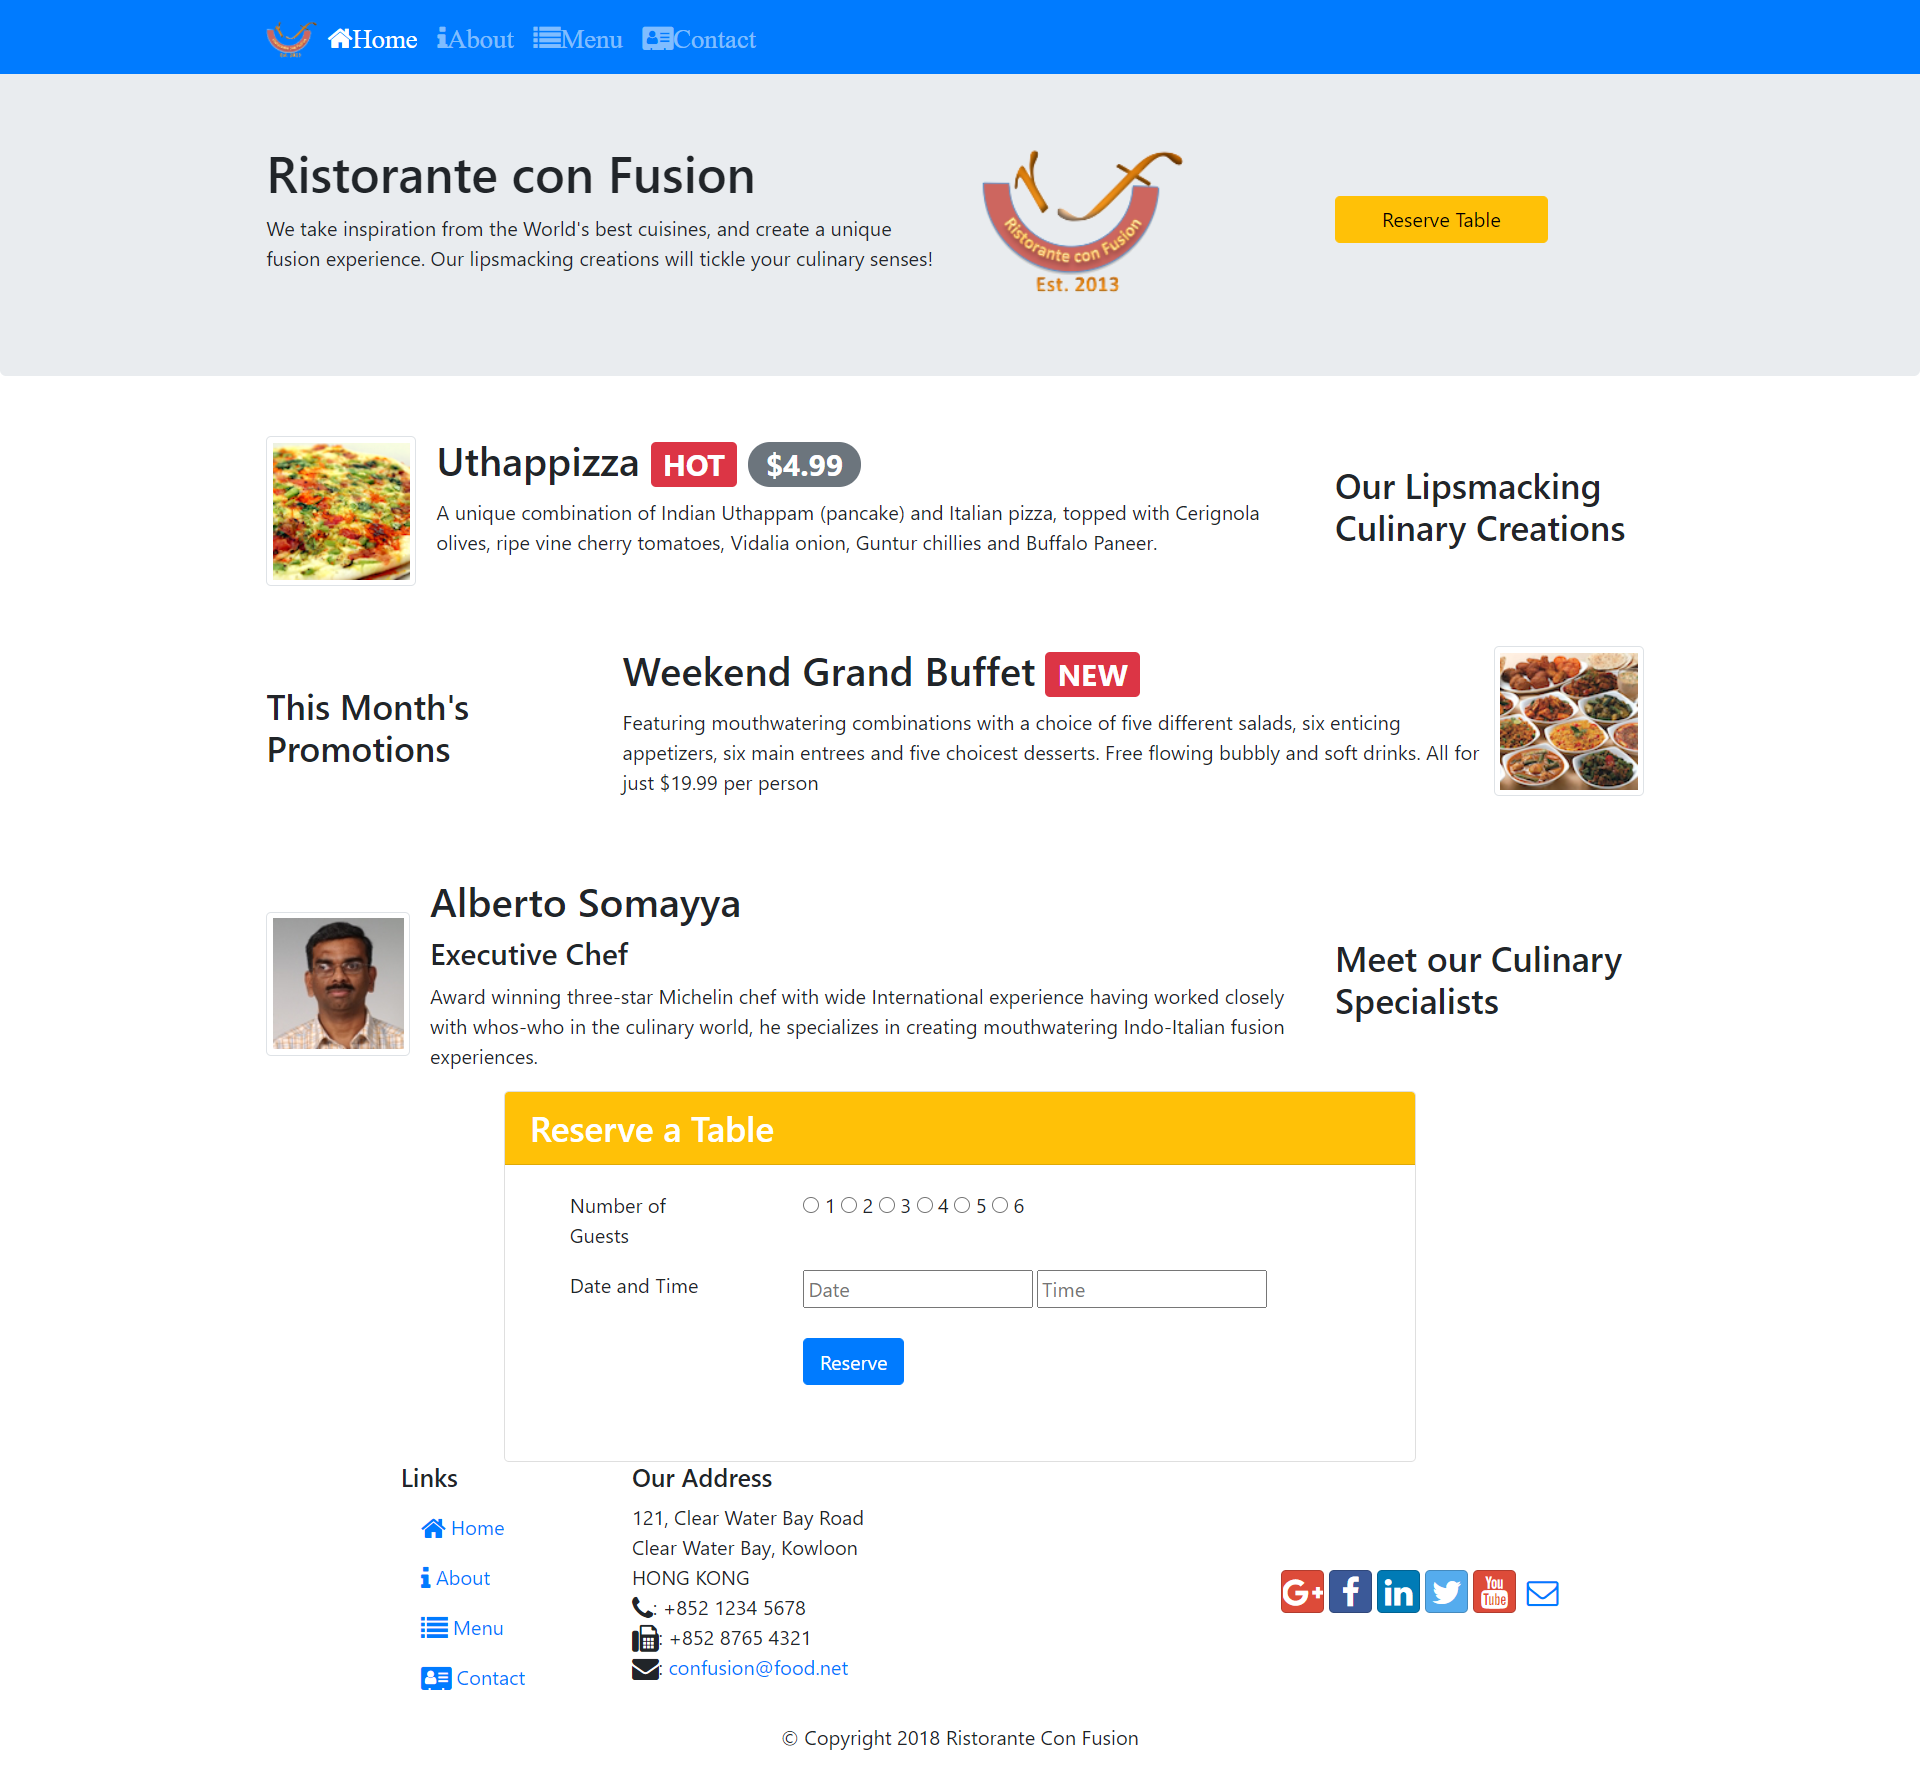 Home About Menu Contact
Ristorante con Fusion
We take inspiration from the World's best cuisines, and create a unique
fusion experience. Our lipsmacking creations will tickle your culinary senses!
Ristorante con Fusion
Est. 2013
Reserve Table
Uthappizza HOT $4.99
A unique combination of Indian Uthappam (pancake) and Italian pizza, topped with Cerignola
olives, ripe vine cherry tomatoes, Vidalia onion, Guntur chillies and Buffalo Paneer.
Our Lipsmacking
Culinary Creations
This Month's
Promotions
Weekend Grand Buffet NEW
Featuring mouthwatering combinations with a choice of five different salads, six enticing
appetizers, six main entrees and five choicest desserts. Free flowing bubbly and soft drinks. All for
just $19.99 per person
Alberto Somayya
Executive Chef
Award winning three-star Michelin chef with wide International experience having worked closely
with whos-who in the culinary world, he specializes in creating mouthwatering Indo-Italian fusion
experiences.
Meet our Culinary
Specialists
Reserve a Table
Number of
Guests
1 2 3 4 5 6
Date and Time
Date Time
Reserve
Links
Home
About
Menu
Contact
Our Address
121, Clear Water Bay Road
Clear Water Bay, Kowloon
HONG KONG
: +852 1234 5678
: +852 8765 4321
: confusion@food.net
G+ f in You Tube
© Copyright 2018 Ristorante Con Fusion